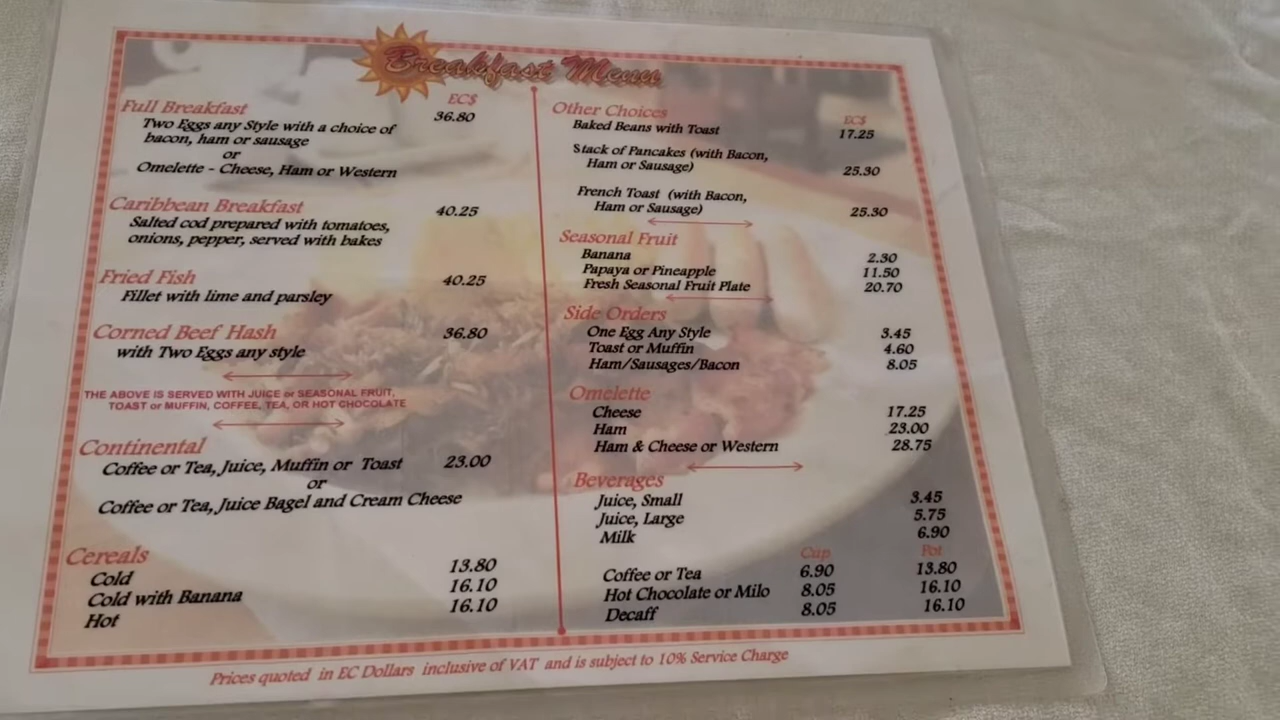 Breakfast Menu
EC$
Full Breakfast 36.80
Two Eggs any Style with a choice of
bacon, ham or sausage
or
Omelette - Cheese, Ham or Western
Caribbean Breakfast 40.25
Salted cod prepared with tomatoes,
onions, pepper, served with bakes
Fried Fish 40.25
Fillet with lime and parsley
Corned Beef Hash 36.80
with Two Eggs any style
THE ABOVE IS SERVED WITH JUICE or SEASONAL FRUIT,
TOAST or MUFFIN, COFFEE, TEA, OR HOT CHOCOLATE
Continental
Coffee or Tea, Juice, Muffin or Toast 23.00
or
Coffee or Tea, Juice Bagel and Cream Cheese
Cereals
Cold 13.80
Cold with Banana 16.10
Hot 16.10
Other Choices EC$
Baked Beans with Toast 17.25
Stack of Pancakes (with Bacon,
Ham or Sausage) 25.30
French Toast (with Bacon,
Ham or Sausage) 25.30
Seasonal Fruit
Banana 2.30
Papaya or Pineapple 11.50
Fresh Seasonal Fruit Plate 20.70
Side Orders
One Egg Any Style 3.45
Toast or Muffin 4.60
Ham/Sausages/Bacon 8.05
Omelette
Cheese 17.25
Ham 23.00
Ham & Cheese or Western 28.75
Beverages
Juice, Small 3.45
Juice, Large 5.75
Milk 6.90
Cup Pot
Coffee or Tea 6.90 13.80
Hot Chocolate or Milo 8.05 16.10
Decaff 8.05 16.10
Prices quoted in EC Dollars inclusive of VAT and is subject to 10% Service Charge